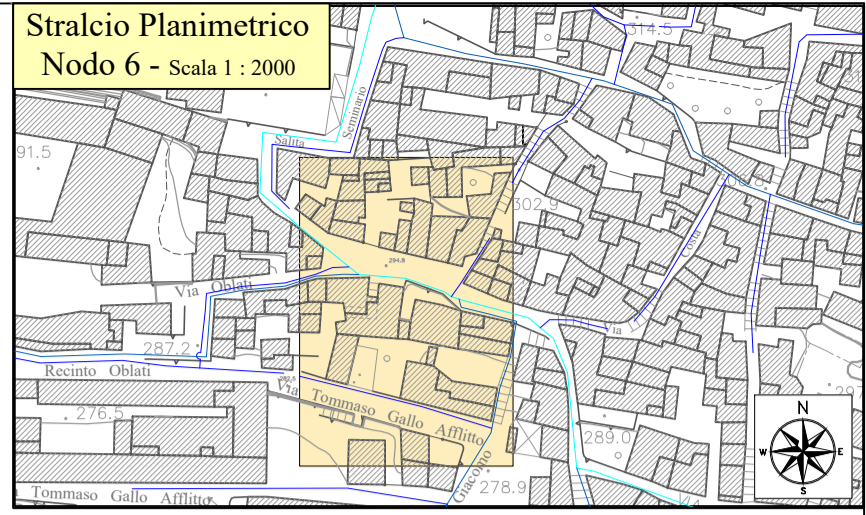 Stralcio Planimetrico
Nodo 6 - Scala 1 : 2000
314.5
Seminario
Salita
91.5
302.9
294.8
Costa
Via Oblati
Via
287.2
Recinto Oblati
Via Tommaso Gallo Afflitto
276.5
289.0
278.9
Giacomo
Tommaso Gallo Afflitto
N
W
E
S